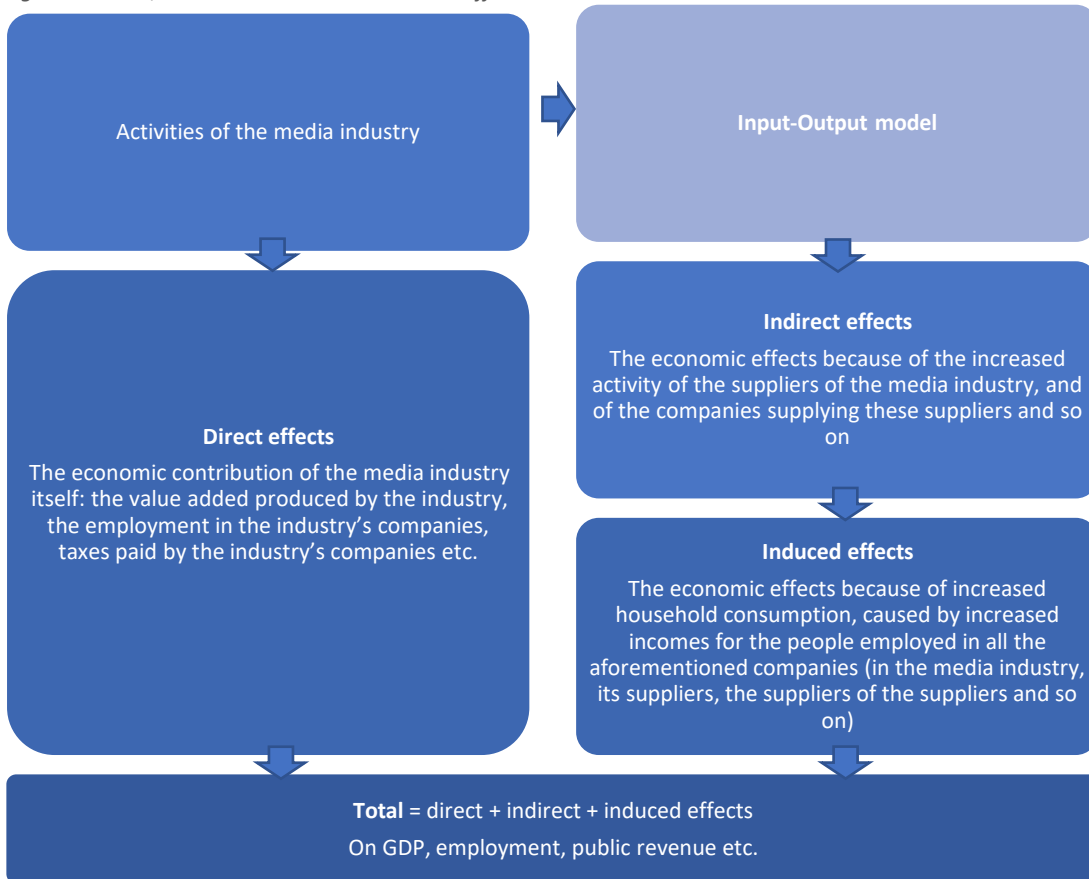 Activities of the media industry
Input-Output model
Direct effects
The economic contribution of the media industry
itself: the value added produced by the industry,
the employment in the industry’s companies,
taxes paid by the industry’s companies etc.
Indirect effects
The economic effects because of the increased
activity of the suppliers of the media industry, and
of the companies supplying these suppliers and so
on
Induced effects
The economic effects because of increased
household consumption, caused by increased
incomes for the people employed in all the
aforementioned companies (in the media industry,
its suppliers, the suppliers of the suppliers and so
on)
Total = direct + indirect + induced effects
On GDP, employment, public revenue etc.